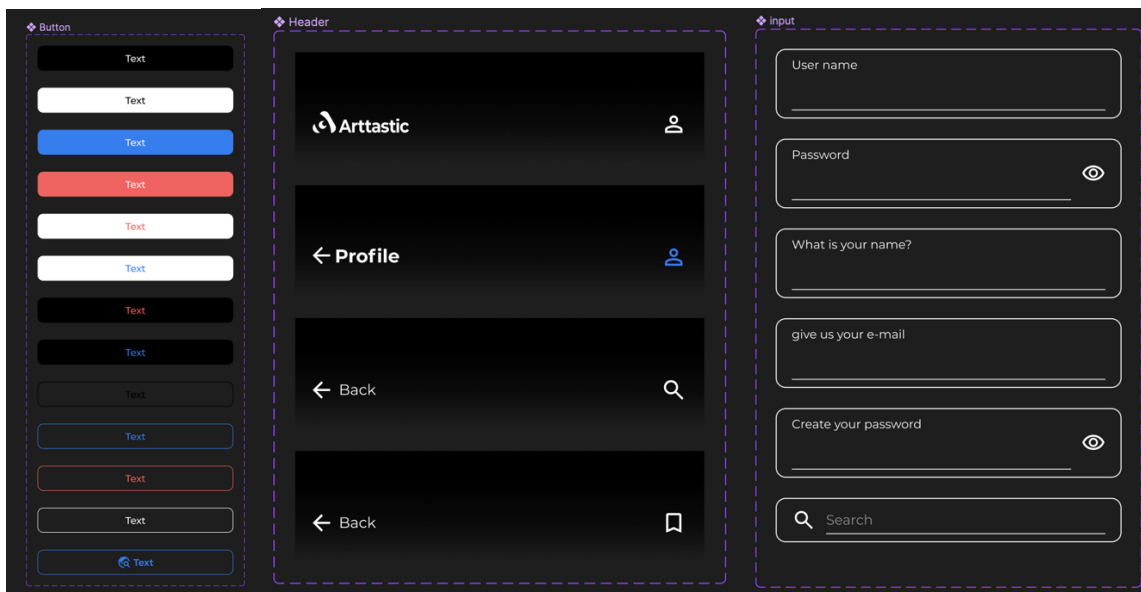 Button
Text
Text
Text
Text
Text
Text
Text
Text
Text
Text
Text
Text
Text
Header
Arttastic
Profile
Back
Back
input
User name
Password
What is your name?
give us your e-mail
Create your password
Search